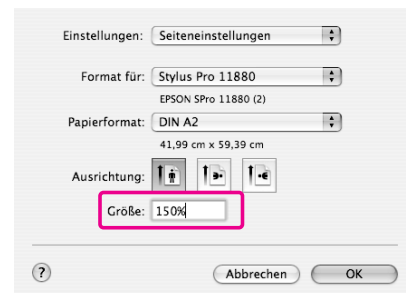 Einstellungen: Seiteneinstellungen
Format für: Stylus Pro 11880
EPSON SPro 11880 (2)
Papierformat: DIN A2
41,99 cm x 59,39 cm
Ausrichtung:
Größe: 150%
? Abbrechen OK